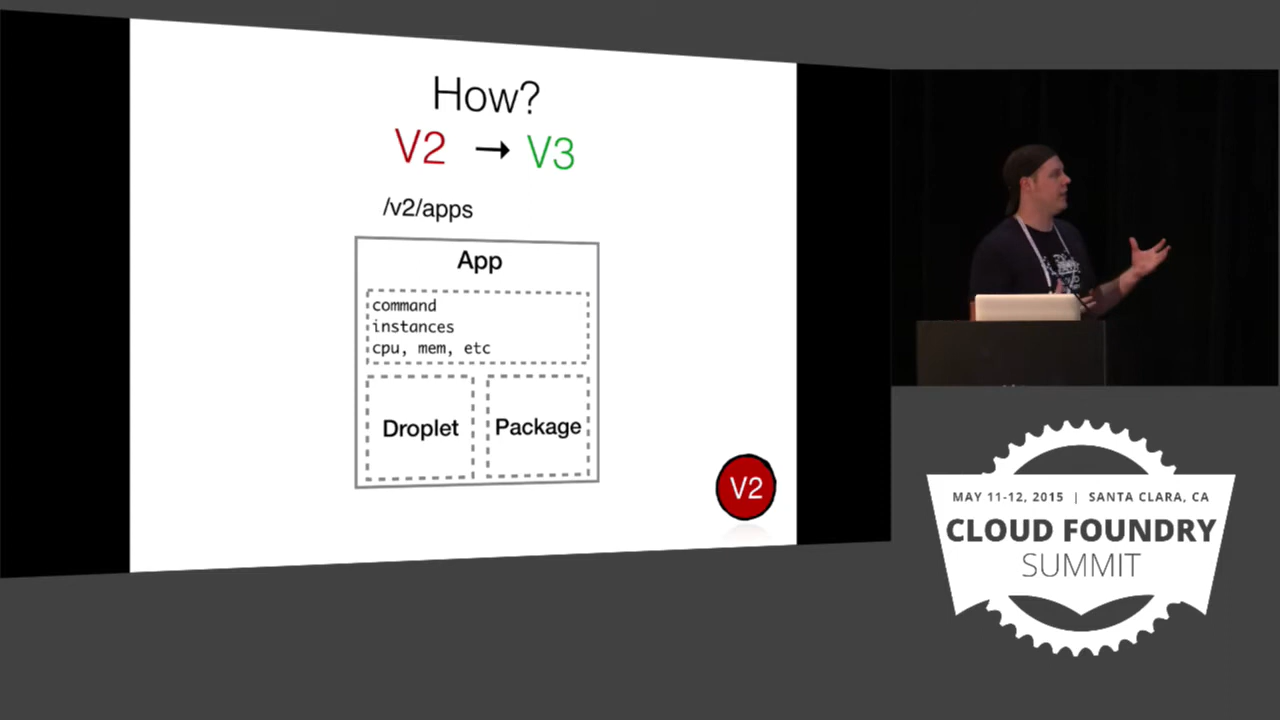 How?
V2 → V3
/v2/apps
App
command
instances
cpu, mem, etc
Droplet
Package
V2
MAY 11-12, 2015 | SANTA CLARA, CA
CLOUD FOUNDRY
SUMMIT